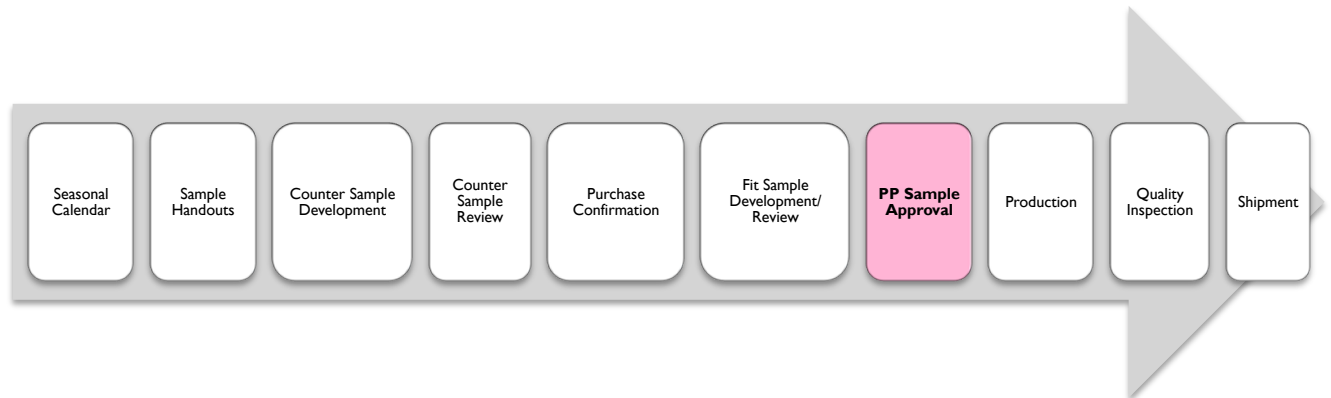 Seasonal
Calendar
Sample
Handouts
Counter Sample
Development
Counter
Sample
Review
Purchase
Confirmation
Fit Sample
Development/
Review
PP Sample
Approval
Production
Quality
Inspection
Shipment